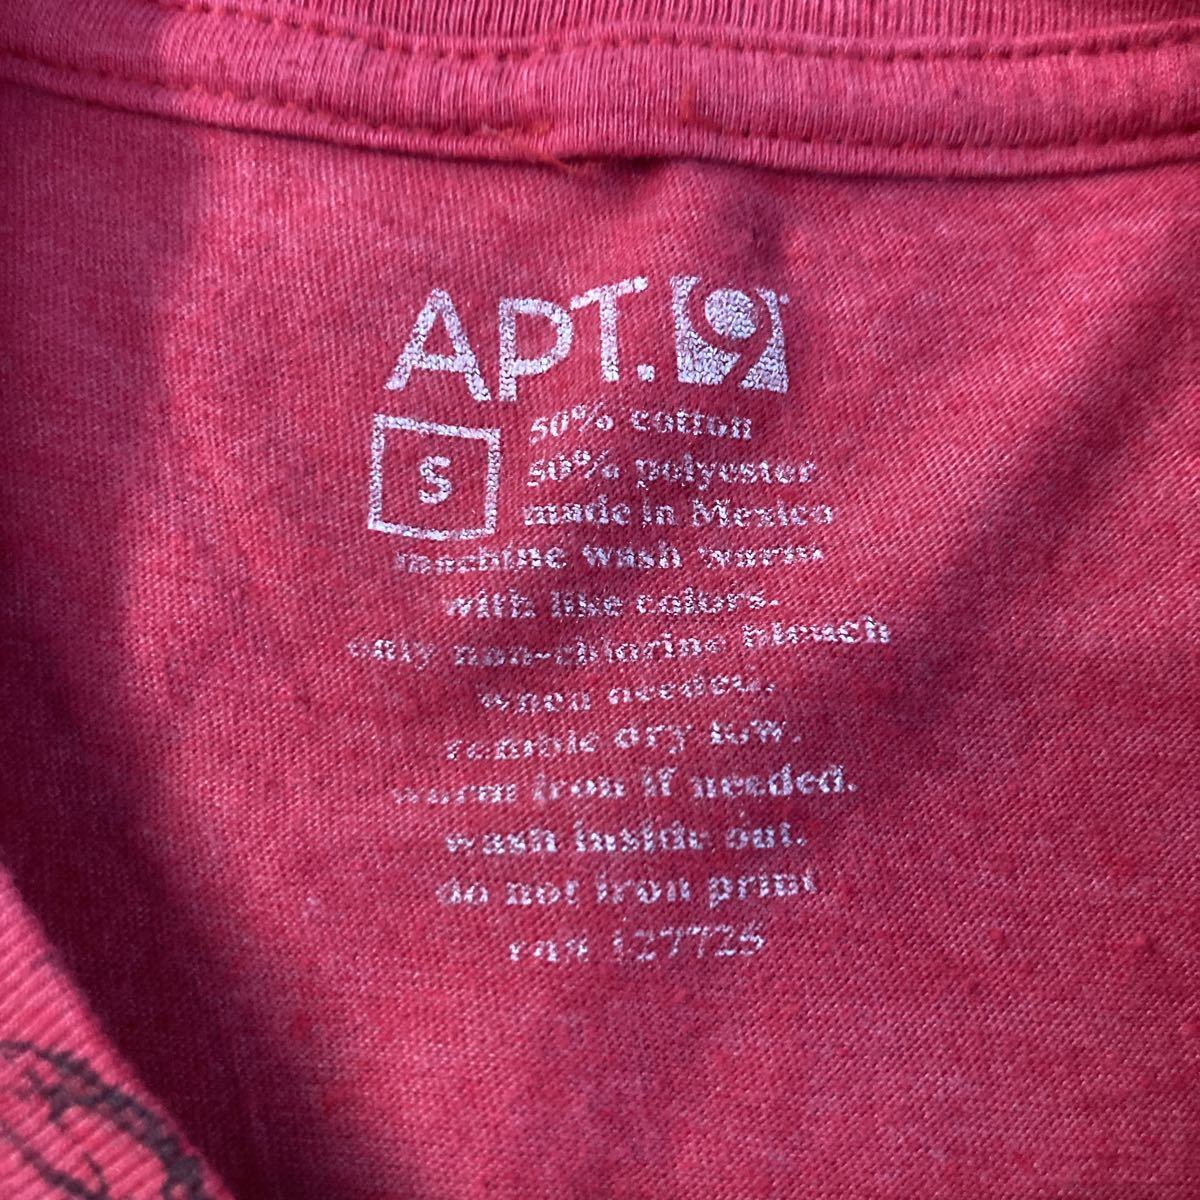 APT. 9
S
50% cotton
50% polyester
made in Mexico
machine wash warm
with like colors.
only non-chlorine bleach
when needed.
tumble dry low.
warm iron if needed.
wash inside out.
do not iron print
rn# 127725